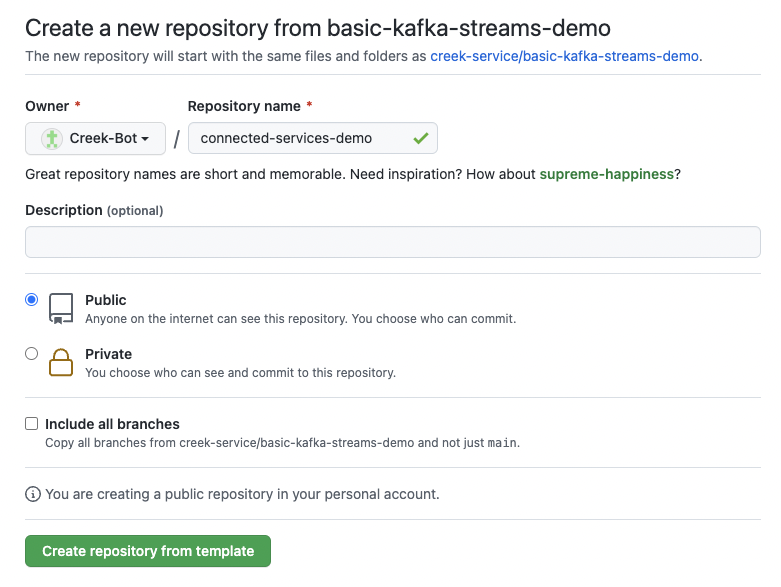 Create a new repository from basic-kafka-streams-demo
The new repository will start with the same files and folders as creek-service/basic-kafka-streams-demo.
Owner * Repository name *
Creek-Bot / connected-services-demo
Great repository names are short and memorable. Need inspiration? How about supreme-happiness?
Description (optional)
Public
Anyone on the internet can see this repository. You choose who can commit.
Private
You choose who can see and commit to this repository.
Include all branches
Copy all branches from creek-service/basic-kafka-streams-demo and not just main.
You are creating a public repository in your personal account.
Create repository from template